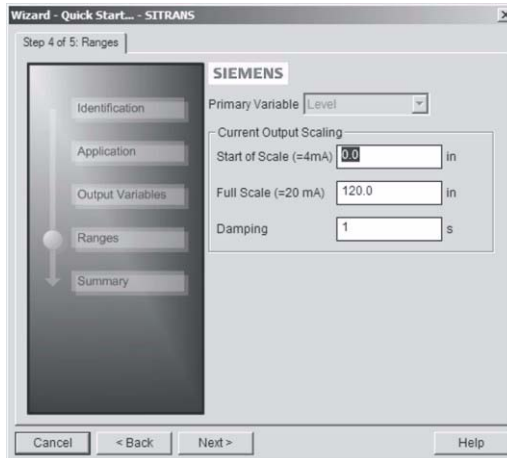 Wizard - Quick Start... - SITRANS
Step 4 of 5: Ranges
SIEMENS
Identification
Application
Output Variables
Ranges
Summary
Primary Variable Level
Current Output Scaling
Start of Scale (=4mA) 0.0 in
Full Scale (=20 mA) 120.0 in
Damping 1 s
Cancel < Back Next > Help